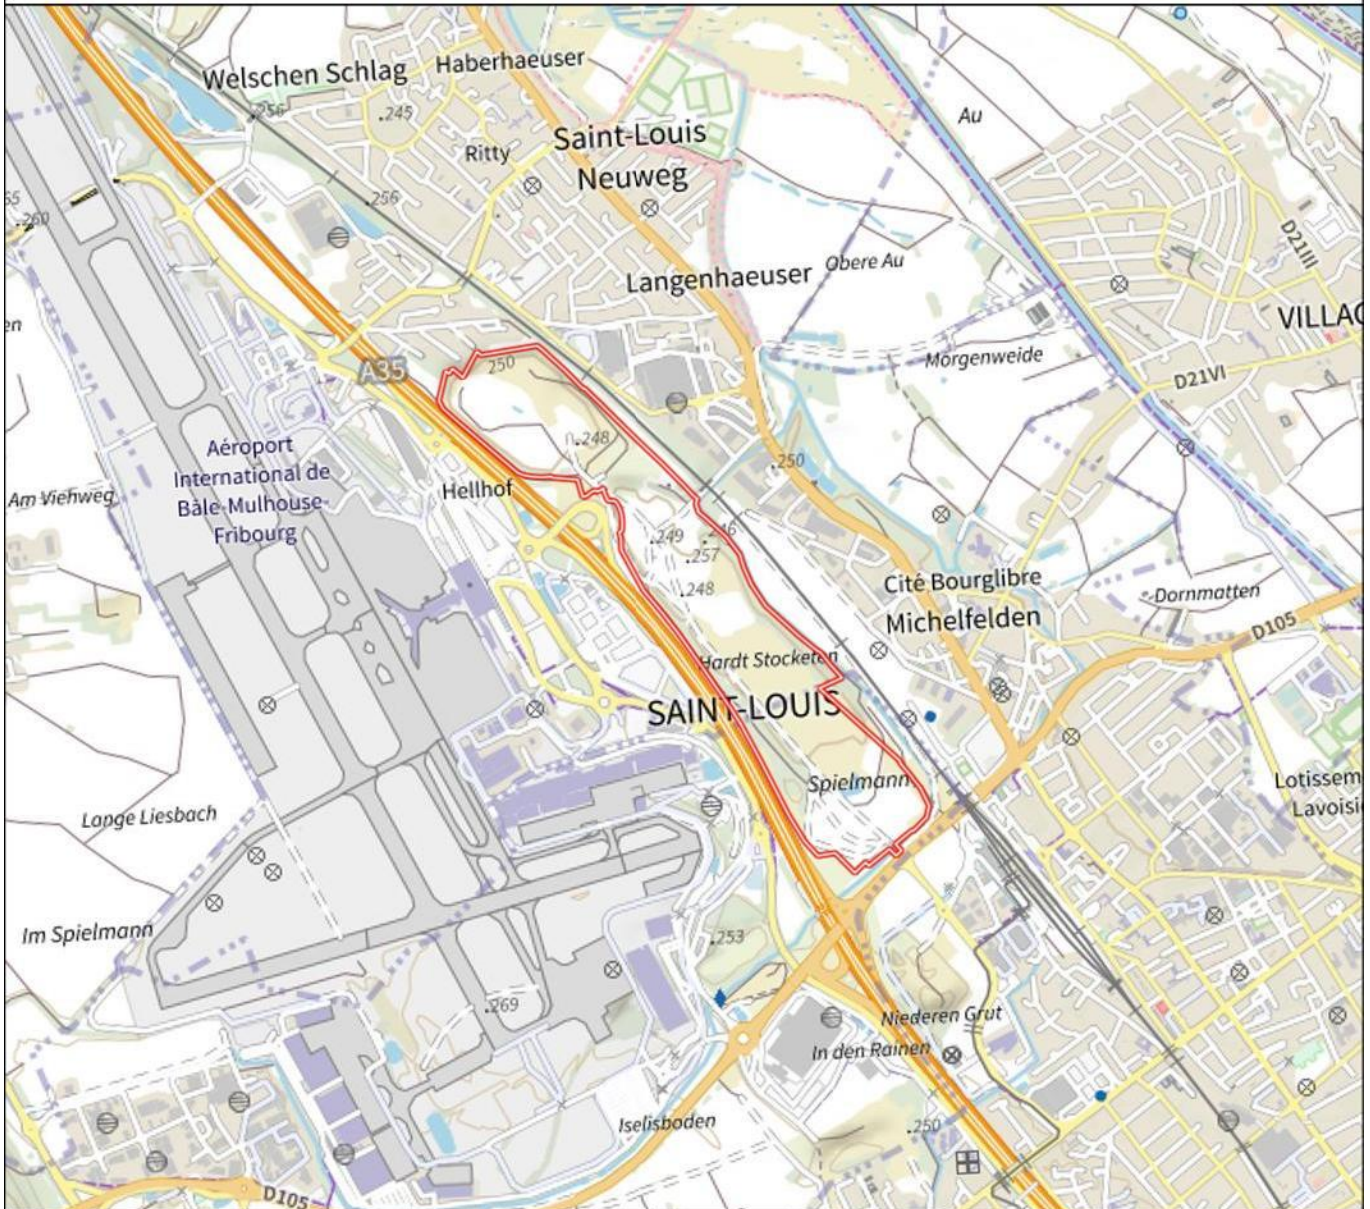 Welschen Schlag
Haberhaeuser
256
.245
Au
Saint-Louis
Neuweg
Ritty
.256
.260
D21III
Obere Au
Langenhaeuser
VILLAG
Morgenweide
A35
250
D21VI
Aéroport
International de
Bâle-Mulhouse-
Fribourg
.248
.250
Am Viehweg
Hellhof
.249
.246
.257
.248
Cité Bourglibre
Michelfelden
Dornmatten
D105
Hardt Stocketen
SAINT-LOUIS
Spielmann
Lotissem
Lavoisi
Lange Liesbach
Im Spielmann
.253
.269
Niederen Grut
In den Rainen
Iselisboden
.250
D105